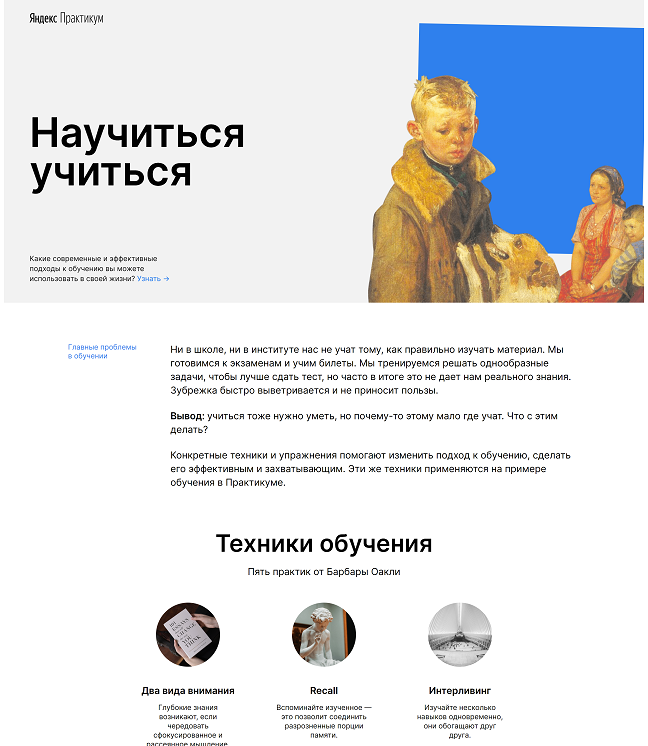 Яндекс Практикум
Научиться
учиться
Какие современные и эффективные
подходы к обучению вы можете
использовать в своей жизни? Узнать →
Главные проблемы
в обучении
Ни в школе, ни в институте нас не учат тому, как правильно изучать материал. Мы
готовимся к экзаменам и учим билеты. Мы тренируемся решать однообразные
задачи, чтобы лучше сдать тест, но часто в итоге это не дает нам реального знания.
Зубрежка быстро выветривается и не приносит пользы.
Вывод: учиться тоже нужно уметь, но почему-то этому мало где учат. Что с этим
делать?
Конкретные техники и упражнения помогают изменить подход к обучению, сделать
его эффективным и захватывающим. Эти же техники применяются на примере
обучения в Практикуме.
Техники обучения
Пять практик от Барбары Оакли
Два вида внимания
Глубокие знания
возникают, если
чередовать
сфокусированное и
рассеянное мышление
Recall
Вспоминайте изученное —
это позволит соединить
разрозненные порции
памяти.
Интерливинг
Изучайте несколько
навыков одновременно,
они обогащают друг
друга.